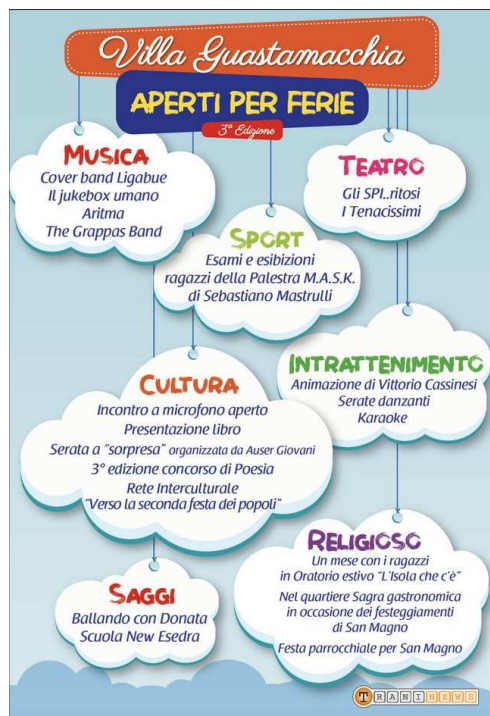 Villa Guastamacchia
APERTI PER FERIE
3ª Edizione
MUSICA
Cover band Ligabue
Il jukebox umano
Aritma
The Grappas Band
TEATRO
Gli SPI..ritosi
I Tenacissimi
SPORT
Esami e esibizioni
ragazzi della Palestra M.A.S.K.
di Sebastiano Mastrulli
INTRATTENIMENTO
Animazione di Vittorio Cassinesi
Serate danzanti
Karaoke
CULTURA
Incontro a microfono aperto
Presentazione libro
Serata a “sorpresa” organizzata da Auser Giovani
3° edizione concorso di Poesia
Rete Interculturale
“Verso la seconda festa dei popoli”
RELIGIOSO
Un mese con i ragazzi
in Oratorio estivo “L'Isola che c'è”
Nel quartiere Sagra gastronomica
in occasione dei festeggiamenti
di San Magno
Festa parrocchiale per San Magno
SAGGI
Ballando con Donata
Scuola New Esedra
TRANINEWS